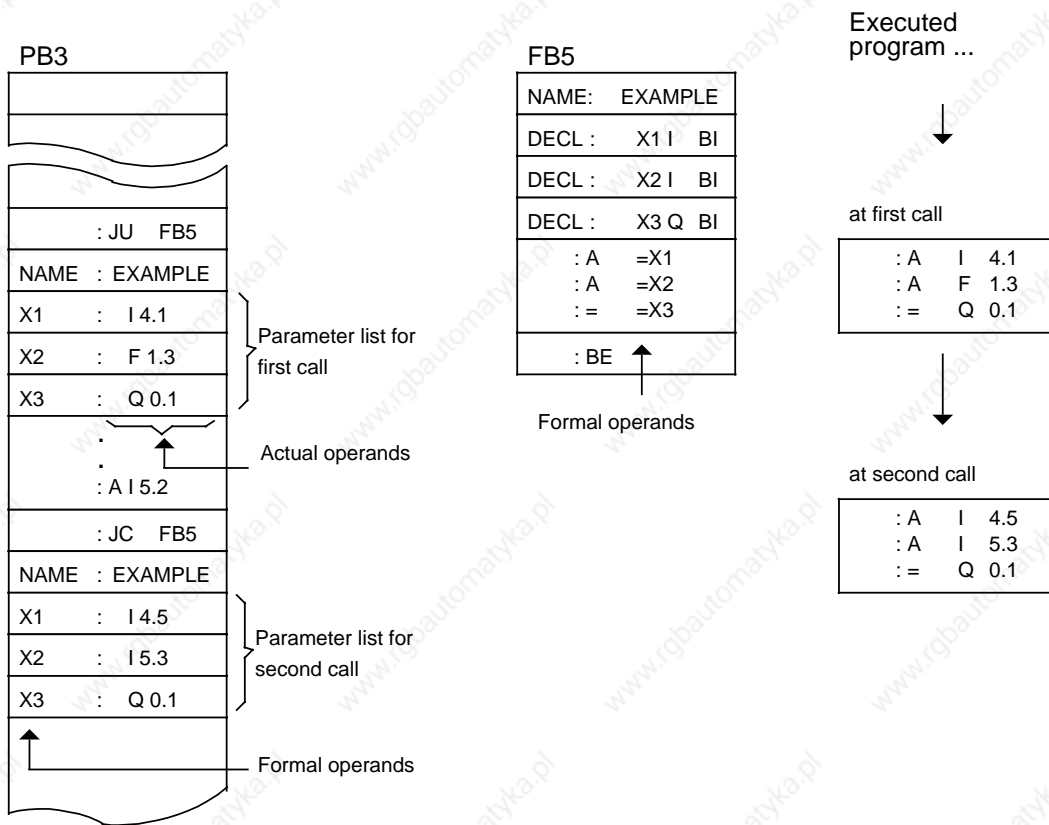 PB3
: JU FB5
NAME : EXAMPLE
X1 : I 4.1
X2 : F 1.3
X3 : Q 0.1
.
.
: A I 5.2
: JC FB5
NAME : EXAMPLE
X1 : I 4.5
X2 : I 5.3
X3 : Q 0.1
Parameter list for
first call
Actual operands
Parameter list for
second call
Formal operands
FB5
NAME: EXAMPLE
DECL : X1 I BI
DECL : X2 I BI
DECL : X3 Q BI
: A =X1
: A =X2
: = =X3
: BE
Formal operands
Executed
program ...
at first call
: A I 4.1
: A F 1.3
: = Q 0.1
at second call
: A I 4.5
: A I 5.3
: = Q 0.1
www.rgbautomatyka.pl